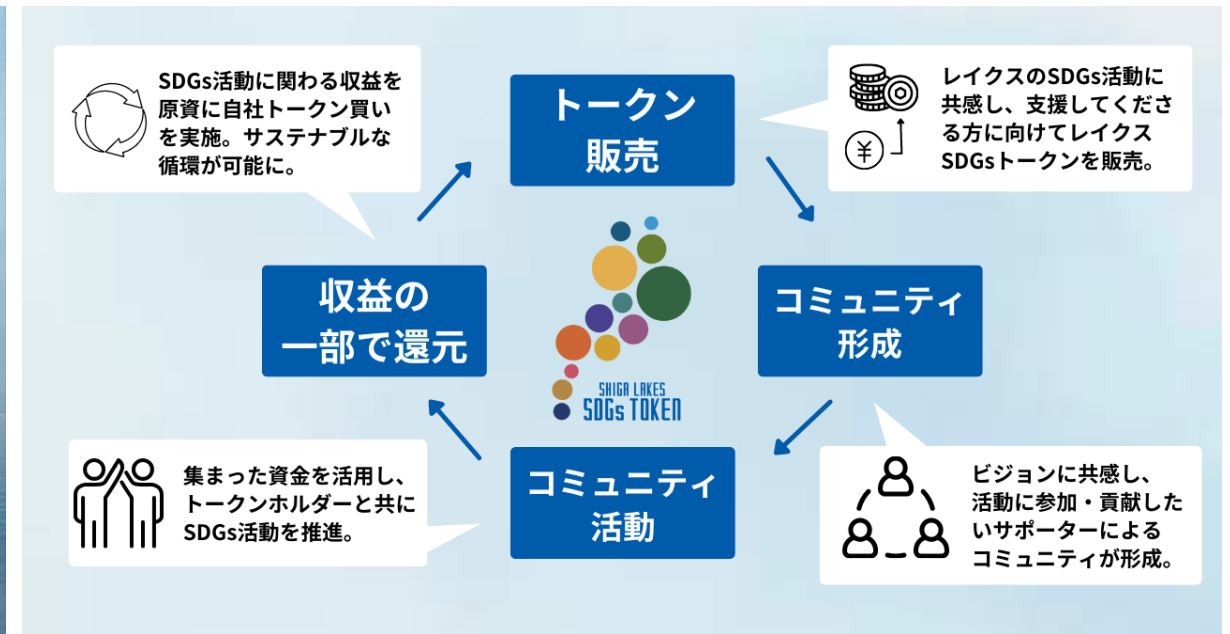 SDGs活動に関わる収益を
原資に自社トークン買い
を実施。サステナブルな
循環が可能に。
トークン
販売
レイクスのSDGs活動に
共感し、支援してくださ
る方に向けてレイクス
SDGsトークンを販売。
収益の
一部で還元
コミュニティ
形成
SHIGA LAKES
SDGs TOKEN
集まった資金を活用し、
トークンホルダーと共に
SDGs活動を推進。
コミュニティ
活動
ビジョンに共感し、
活動に参加・貢献した
いサポーターによる
コミュニティが形成。